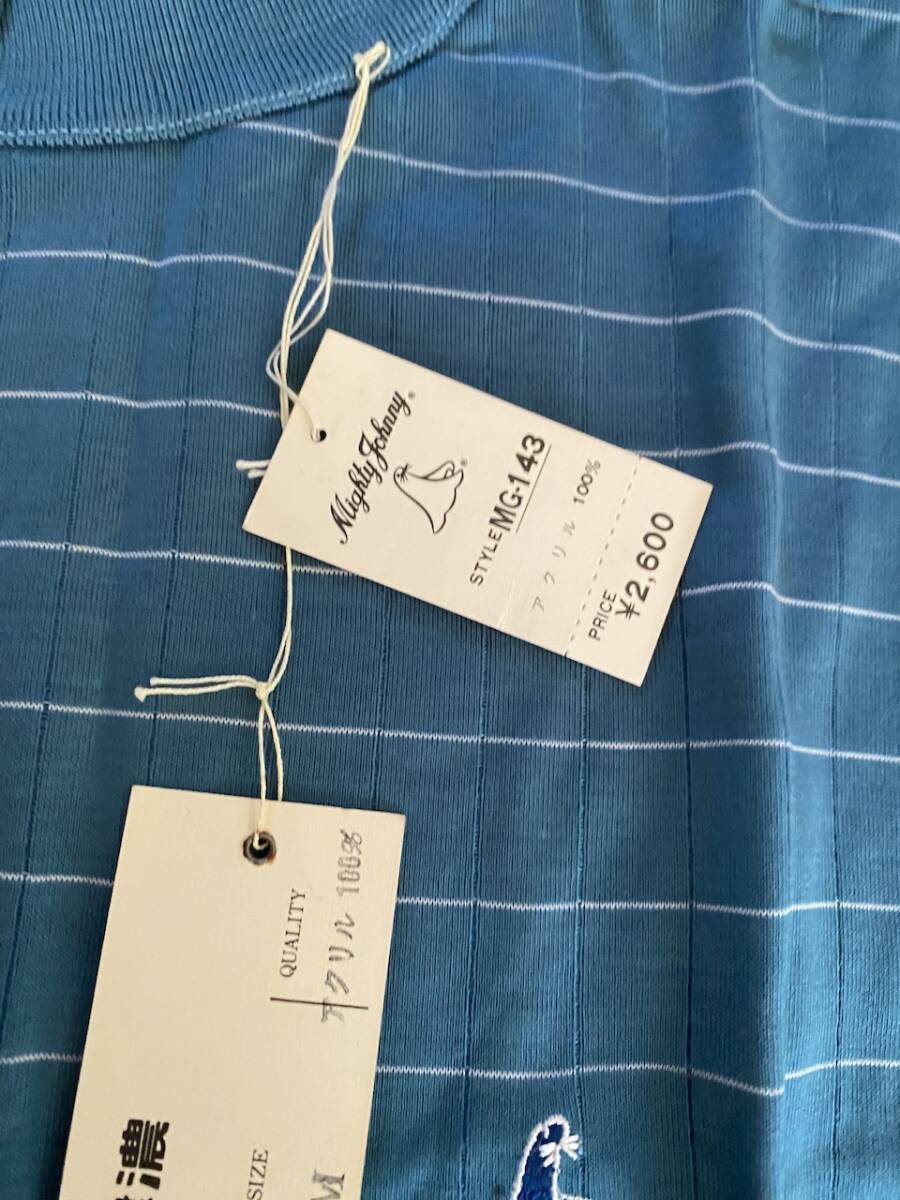 Mighty Johnny®
®
STYLE MG-143
アクリル 100%
PRICE
¥2,600
QUALITY
アクリル 100%
濃
SIZE
M